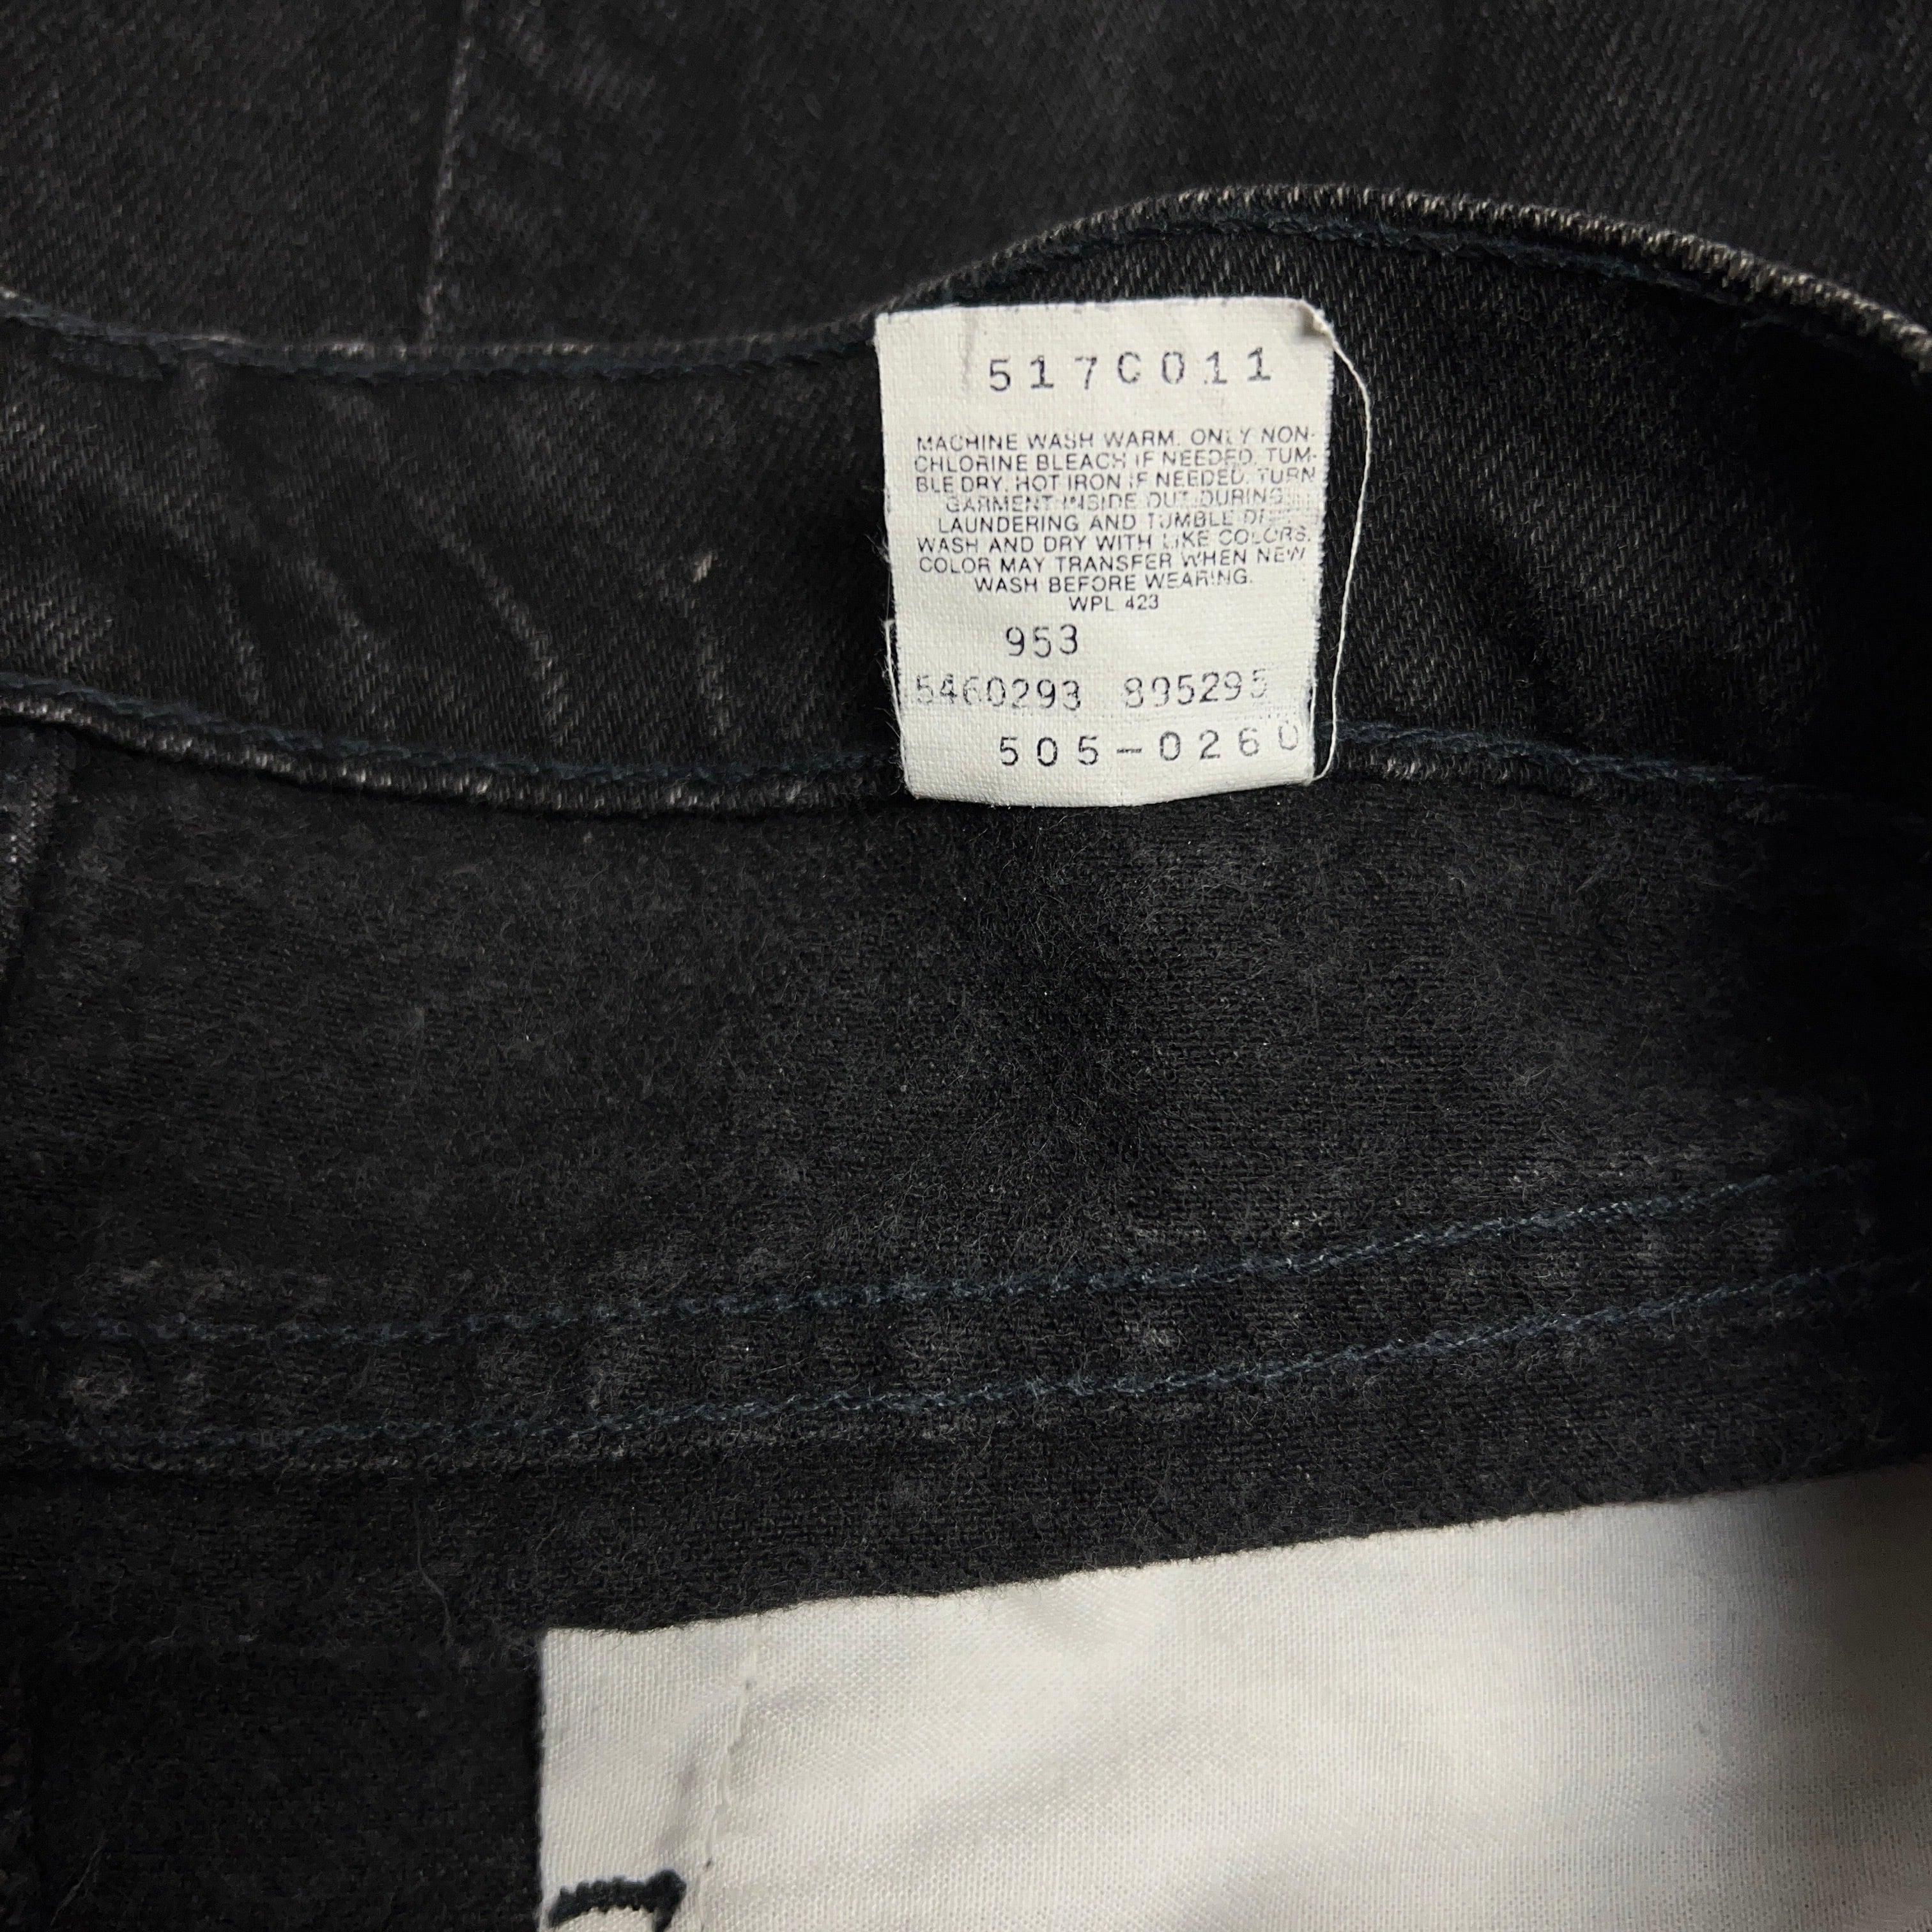 517C011
MACHINE WASH WARM. ONLY NON-
CHLORINE BLEACH IF NEEDED. TUM-
BLE DRY. HOT IRON IF NEEDED. TURN
GARMENT INSIDE OUT DURING
LAUNDERING AND TUMBLE
WASH AND DRY WITH LIKE COLORS.
COLOR MAY TRANSFER WHEN NEW
WASH BEFORE WEARING.
WPL 423
953
5460293 895295
505-0260